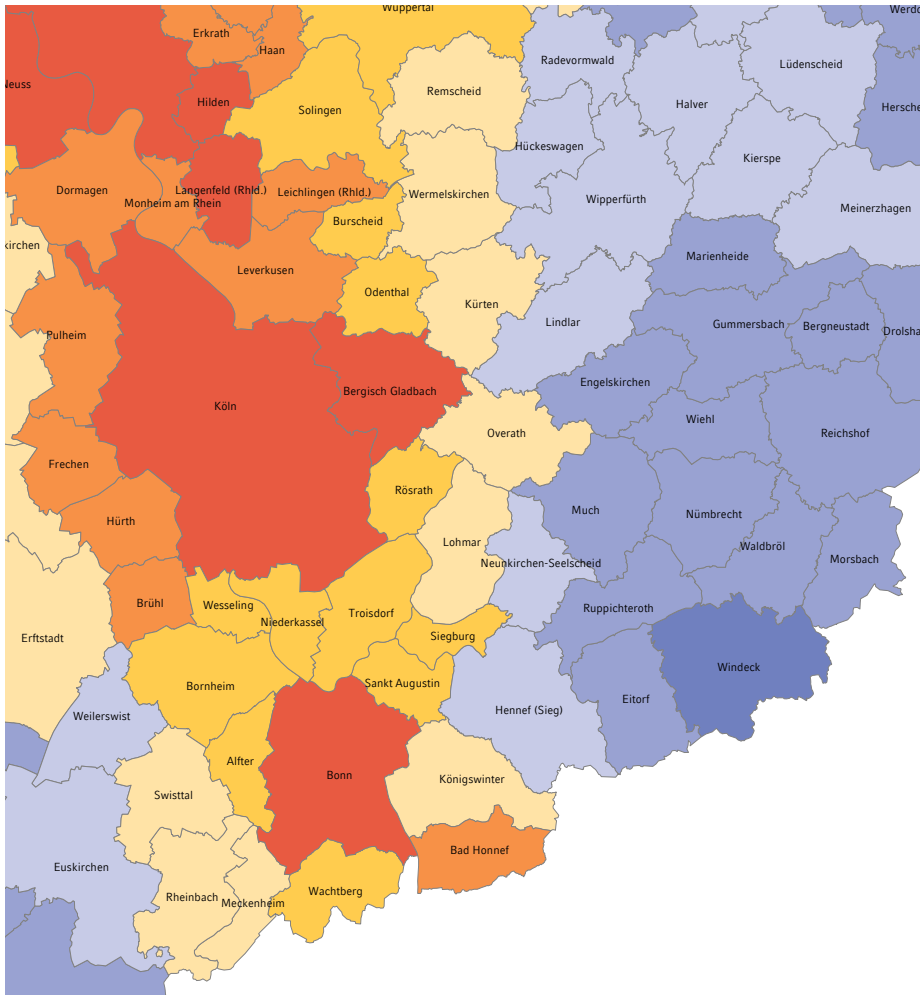 Wuppertal
Erkrath
Haan
Radevormwald
Lüdenscheid
Neuss
Hilden
Remscheid
Halver
Solingen
Hückeswagen
Kierspe
Dormagen
Langenfeld (Rhld.)
Leichlingen (Rhld.)
Wermelskirchen
Wipperfürth
Monheim am Rhein
Meinerzhagen
Burscheid
kirchen
Marienheide
Leverkusen
Odenthal
Kürten
Lindlar
Gummersbach
Bergneustadt
Drolsha
Pulheim
Engelskirchen
Bergisch Gladbach
Köln
Wiehl
Overath
Reichshof
Frechen
Rösrath
Much
Nümbrecht
Hürth
Lohmar
Waldbröl
Neunkirchen-Seelscheid
Morsbach
Brühl
Wesseling
Ruppichteroth
Troisdorf
Niederkassel
Siegburg
Erftstadt
Windeck
Sankt Augustin
Bornheim
Eitorf
Hennef (Sieg)
Weilerswist
Alfter
Bonn
Königswinter
Swisttal
Bad Honnef
Euskirchen
Wachtberg
Rheinbach
Meckenheim